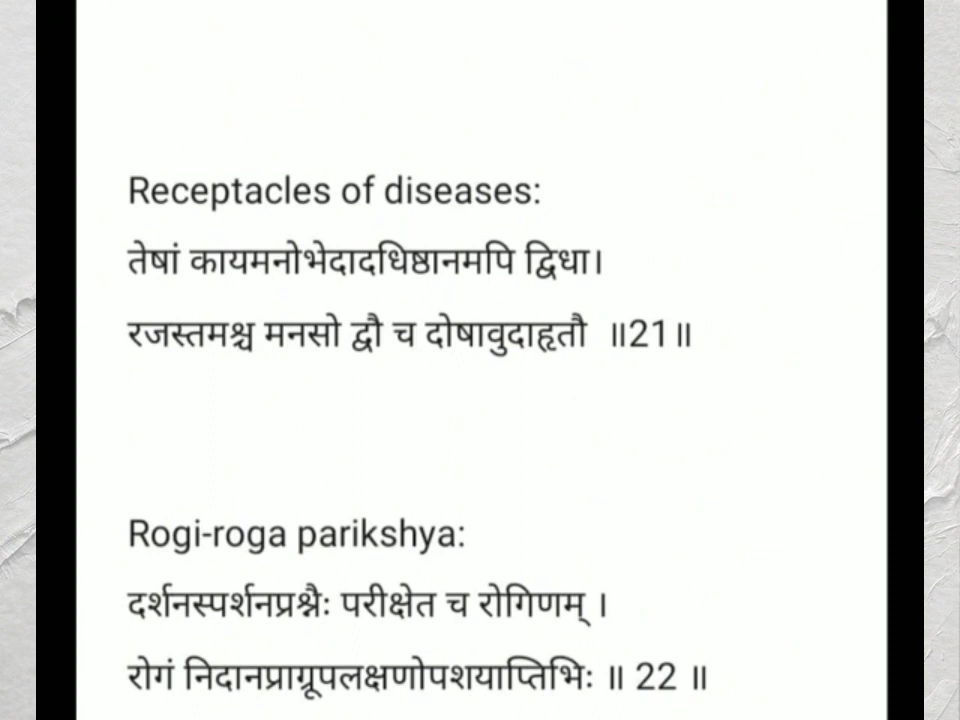 Receptacles of diseases:
तेषां कायमनोभेदादधिष्ठानमपि द्विधा।
रजस्तमश्च मनसो द्वौ च दोषावुदाहृतौ ॥21॥
Rogi-roga parikshya:
दर्शनस्पर्शनप्रश्नैः परीक्षेत च रोगिणम् ।
रोगं निदानप्राग्रूपलक्षणोपशयाप्तिभिः ॥ 22 ॥